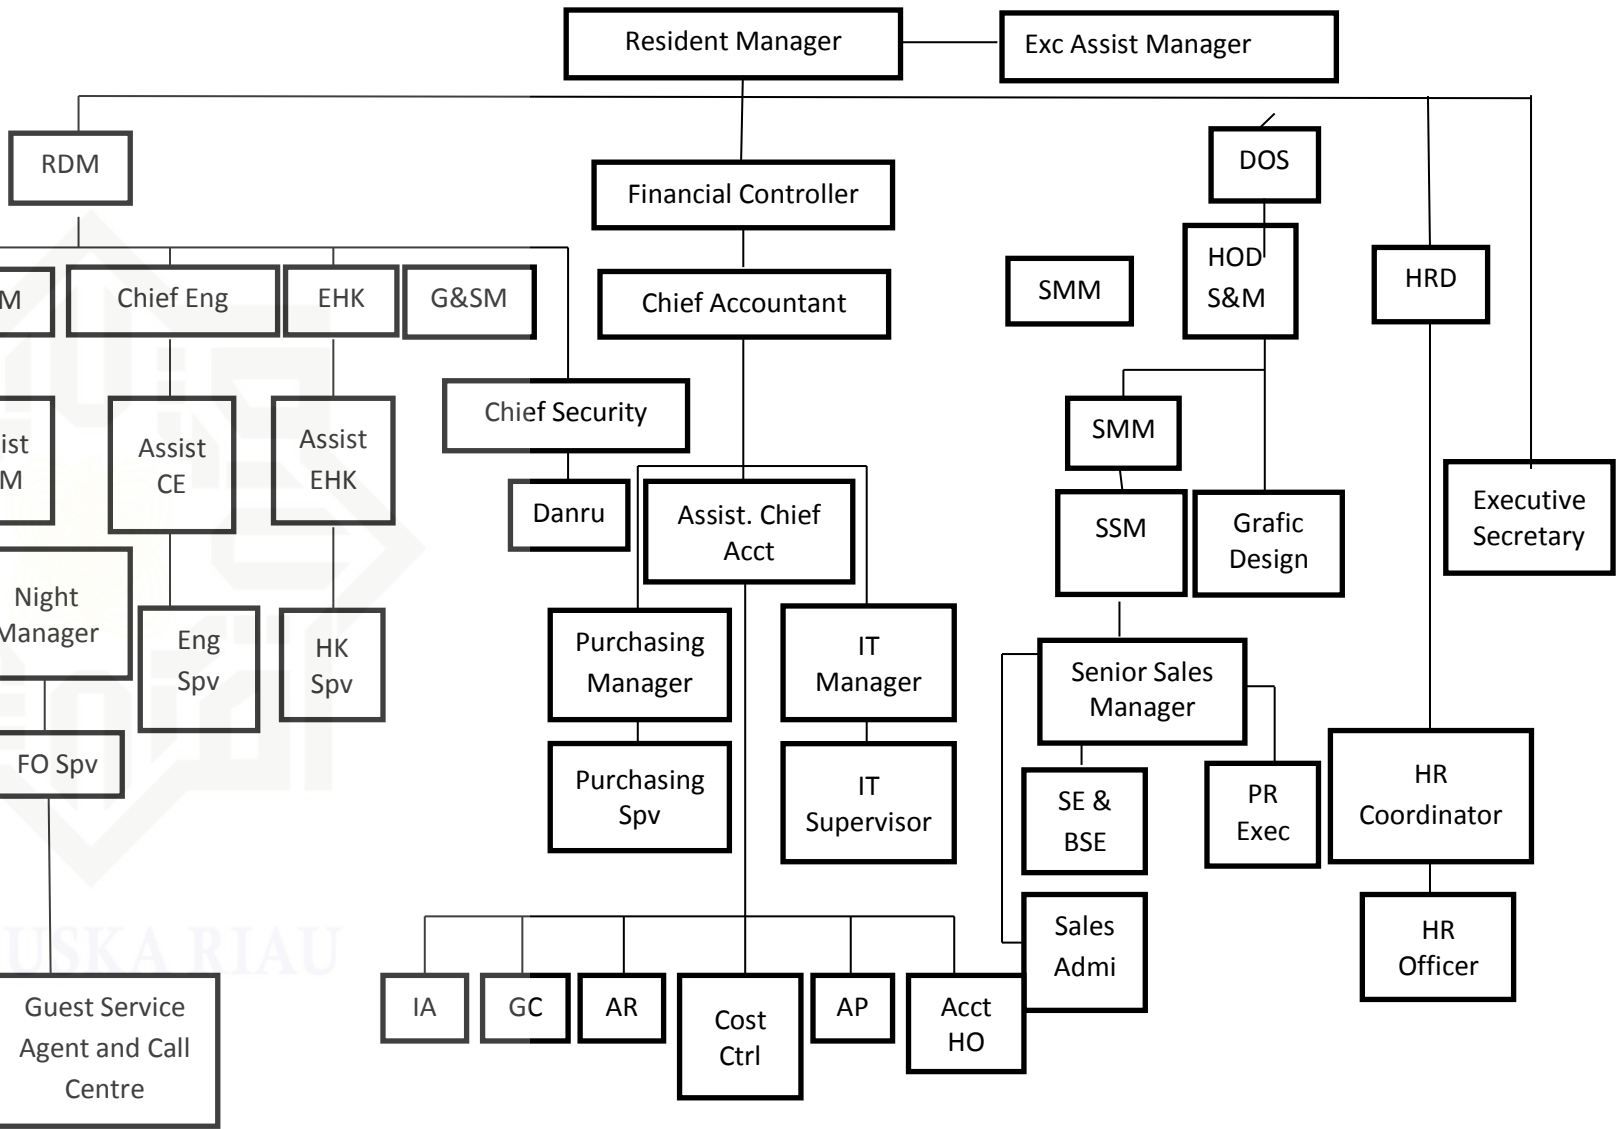 Resident Manager
Exc Assist Manager
RDM
Financial Controller
DOS
M
Chief Eng
EHK
G&SM
Chief Accountant
SMM
HOD
S&M
HRD
Chief Security
ist
M
Assist
CE
Assist
EHK
SMM
Danru
Assist. Chief
Acct
SSM
Grafic
Design
Executive
Secretary
Night
Manager
Eng
Spv
HK
Spv
Purchasing
Manager
IT
Manager
Senior Sales
Manager
FO Spv
Purchasing
Spv
IT
Supervisor
SE &
BSE
PR
Exec
HR
Coordinator
Sales
Admi
HR
Officer
USKA RIAU
IA
GC
AR
Cost
Ctrl
AP
Acct
HO
Guest Service
Agent and Call
Centre